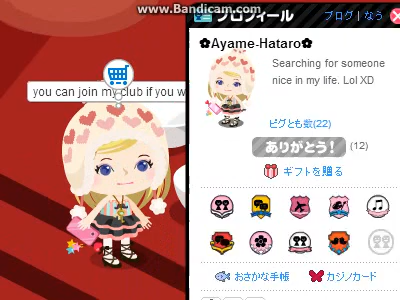 www.Bandicam.com
プロフィール
ブログ | なう
✿Ayame-Hataro✿
Searching for someone
nice in my life. Lol XD
you can join my club if you w
ピグとも数(22)
ありがとう! (12)
ギフトを贈る
おさかな手帳
カジノカード